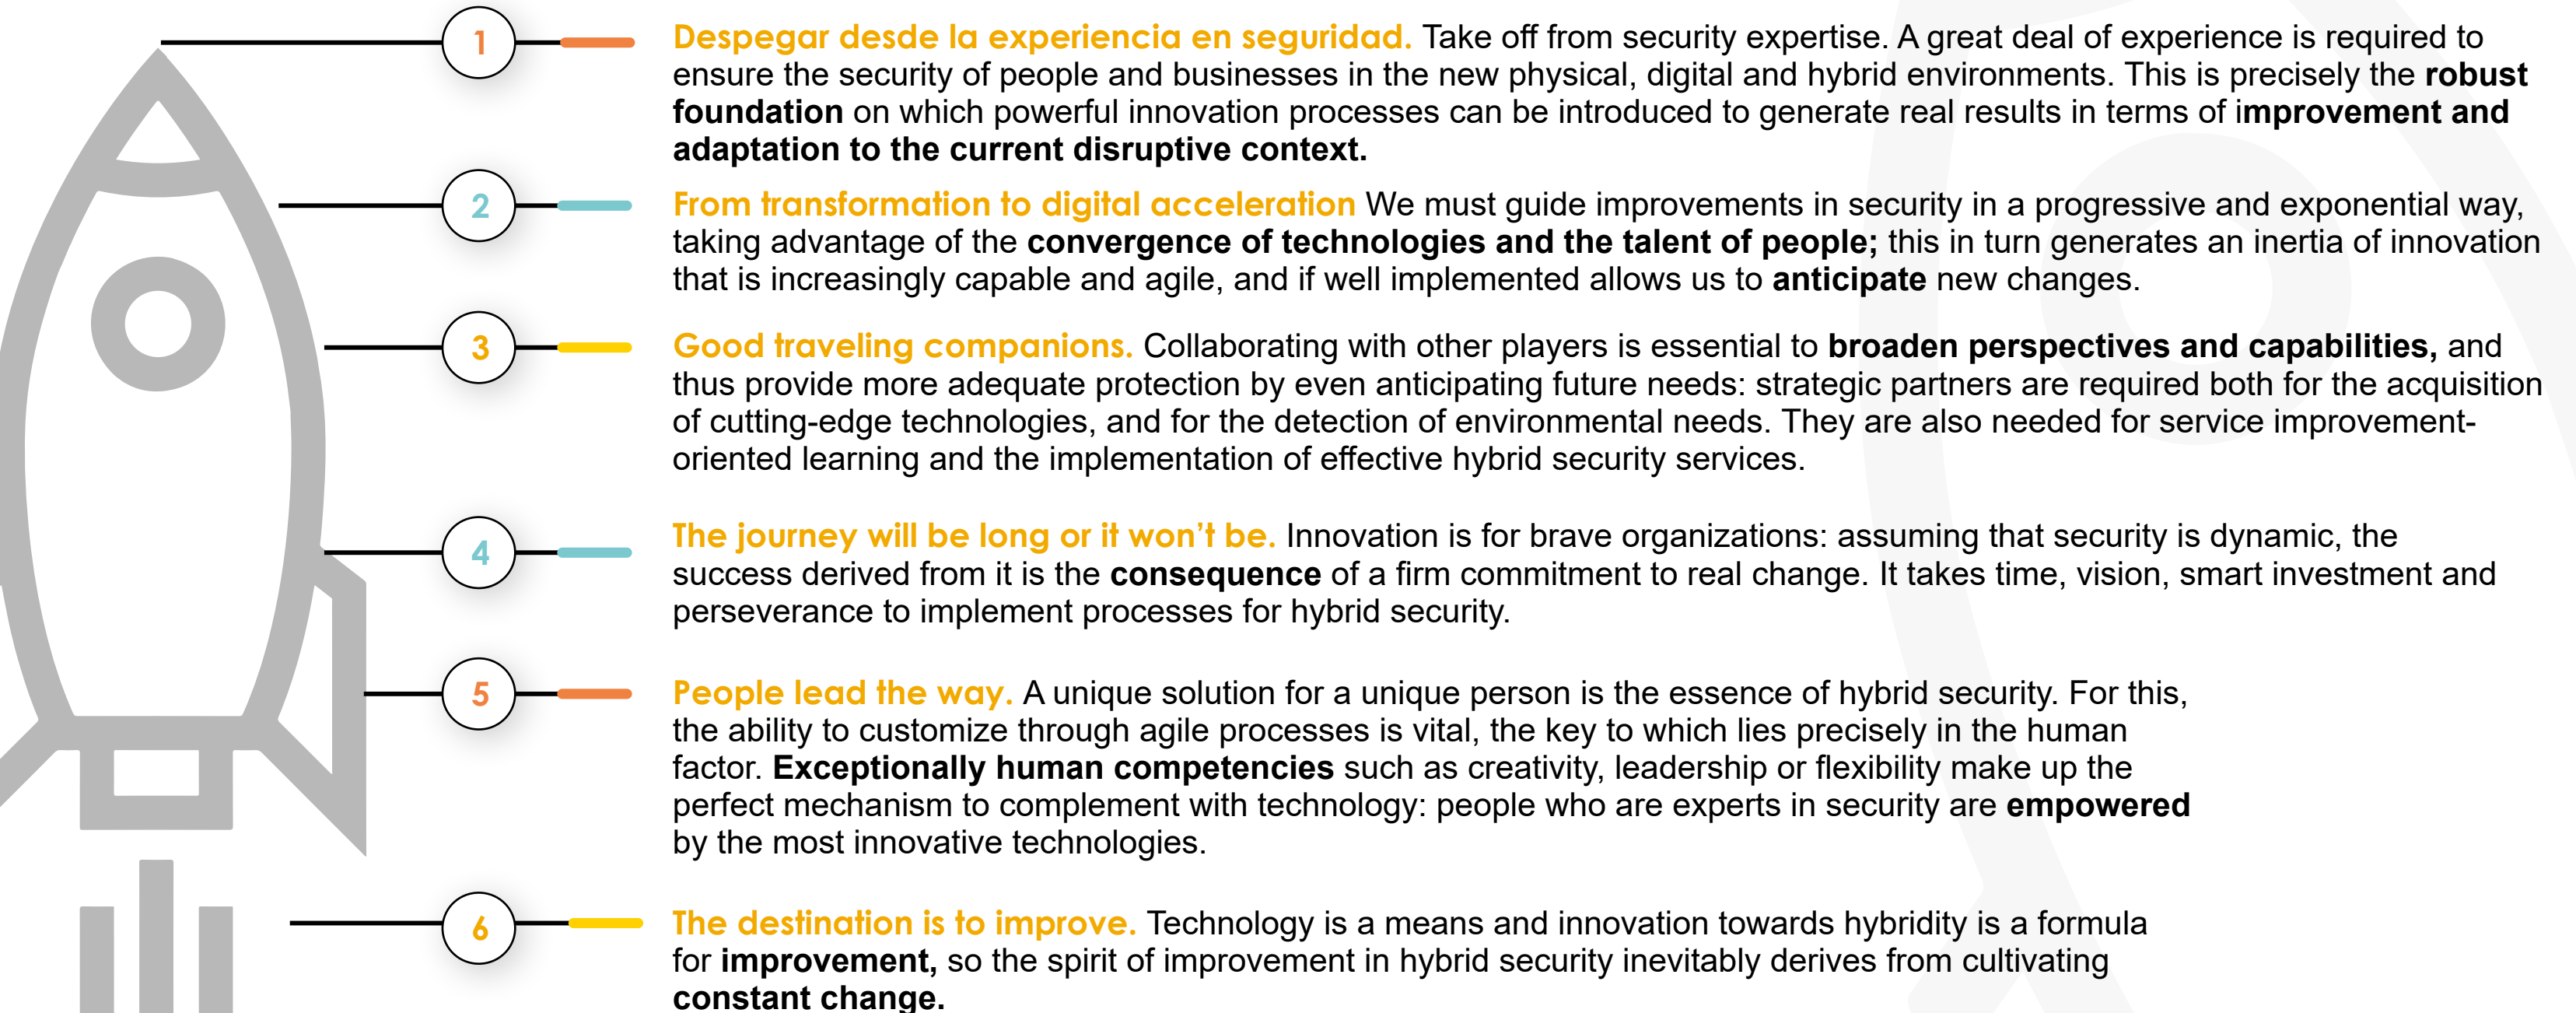 1
Despegar desde la experiencia en seguridad. Take off from security expertise. A great deal of experience is required to
ensure the security of people and businesses in the new physical, digital and hybrid environments. This is precisely the robust
foundation on which powerful innovation processes can be introduced to generate real results in terms of improvement and
adaptation to the current disruptive context.
2
From transformation to digital acceleration We must guide improvements in security in a progressive and exponential way,
taking advantage of the convergence of technologies and the talent of people; this in turn generates an inertia of innovation
that is increasingly capable and agile, and if well implemented allows us to anticipate new changes.
3
Good traveling companions. Collaborating with other players is essential to broaden perspectives and capabilities, and
thus provide more adequate protection by even anticipating future needs: strategic partners are required both for the acquisition
of cutting-edge technologies, and for the detection of environmental needs. They are also needed for service improvement-
oriented learning and the implementation of effective hybrid security services.
4
The journey will be long or it won't be. Innovation is for brave organizations: assuming that security is dynamic, the
success derived from it is the consequence of a firm commitment to real change. It takes time, vision, smart investment and
perseverance to implement processes for hybrid security.
5
People lead the way. A unique solution for a unique person is the essence of hybrid security. For this,
the ability to customize through agile processes is vital, the key to which lies precisely in the human
factor. Exceptionally human competencies such as creativity, leadership or flexibility make up the
perfect mechanism to complement with technology: people who are experts in security are empowered
by the most innovative technologies.
6
The destination is to improve. Technology is a means and innovation towards hybridity is a formula
for improvement, so the spirit of improvement in hybrid security inevitably derives from cultivating
constant change.